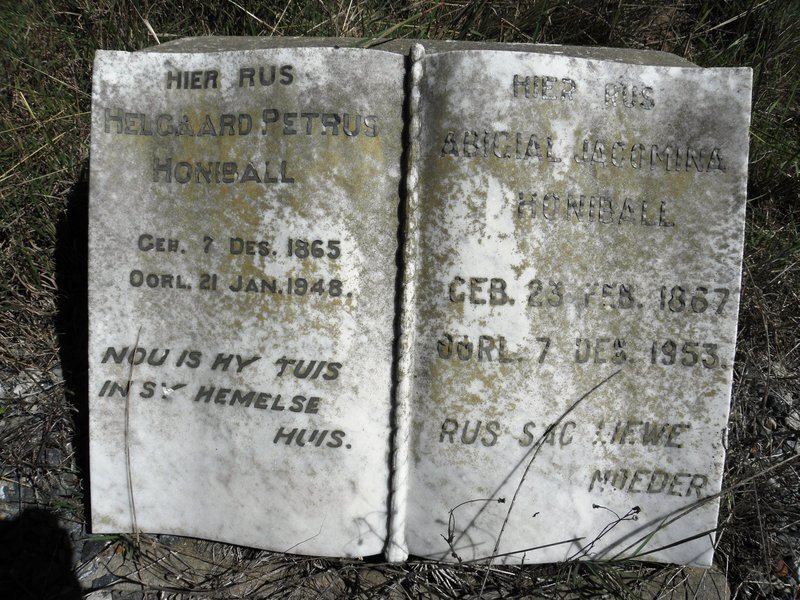 HIER RUS
HELGAARD PETRUS
HONIBALL
GEB. 7 DES. 1865
OORL. 21 JAN. 1948.
NOU IS HY TUIS
IN SY HEMELSE
HUIS.
HIER RUS
ABIGIAL JACOMINA
HONIBALL
GEB. 23 FEB. 1867
OORL. 7 DES. 1953.
RUS SAG LIEWE
MOEDER